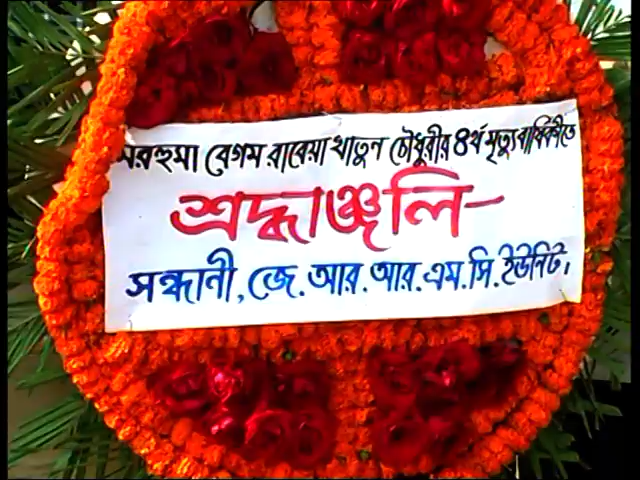 মরহুমা বেগম রাবেয়া খাতুন চৌধুরীর ৪র্থ মৃত্যুবার্ষিকীতে
শ্রদ্ধাঞ্জলি-
সন্ধানী, জে. আর. আর. এম. সি. ইউনিট।